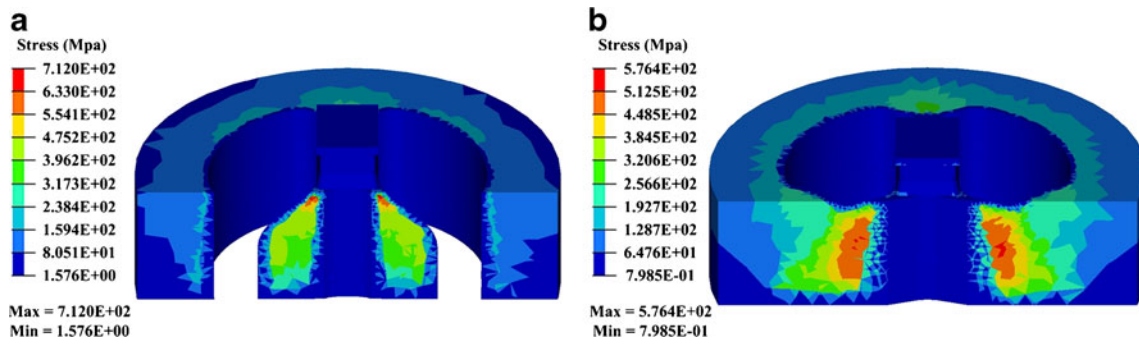 a
Stress (Mpa)
7.120E+02
6.330E+02
5.541E+02
4.752E+02
3.962E+02
3.173E+02
2.384E+02
1.594E+02
8.051E+01
1.576E+00
Max = 7.120E+02
Min = 1.576E+00
b
Stress (Mpa)
5.764E+02
5.125E+02
4.485E+02
3.845E+02
3.206E+02
2.566E+02
1.927E+02
1.287E+02
6.476E+01
7.985E-01
Max = 5.764E+02
Min = 7.985E-01